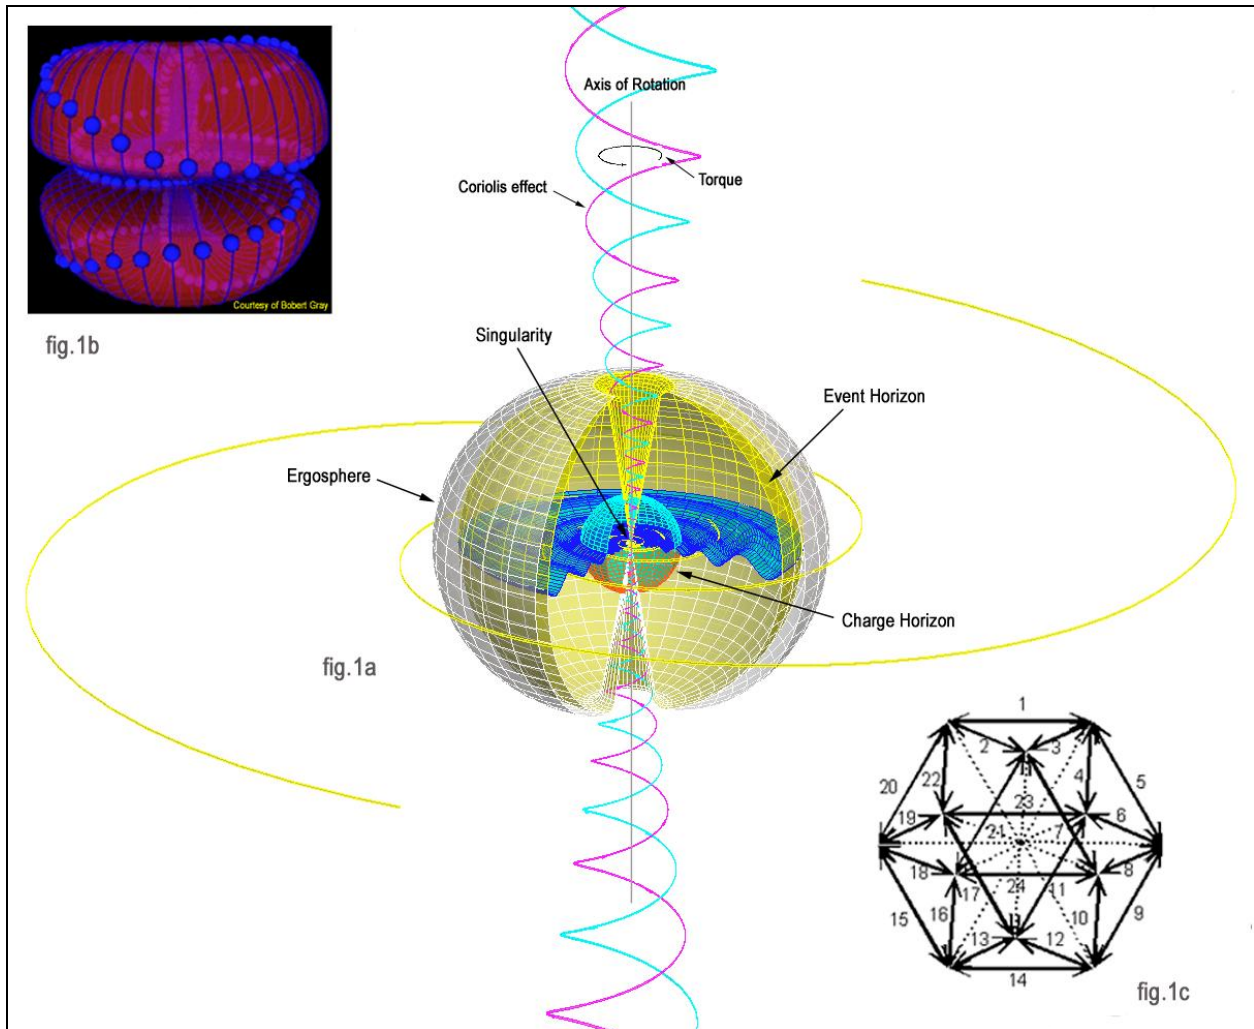 Axis of Rotation
Torque
Coriolis effect
Courtesy of Bobert Gray
fig.1b
Singularity
Event Horizon
Ergosphere
Charge Horizon
fig.1a
1
2
3
4
5
20
22
23
6
19
21
7
18
17
24
11
8
15
16
10
9
13
12
14
fig.1c